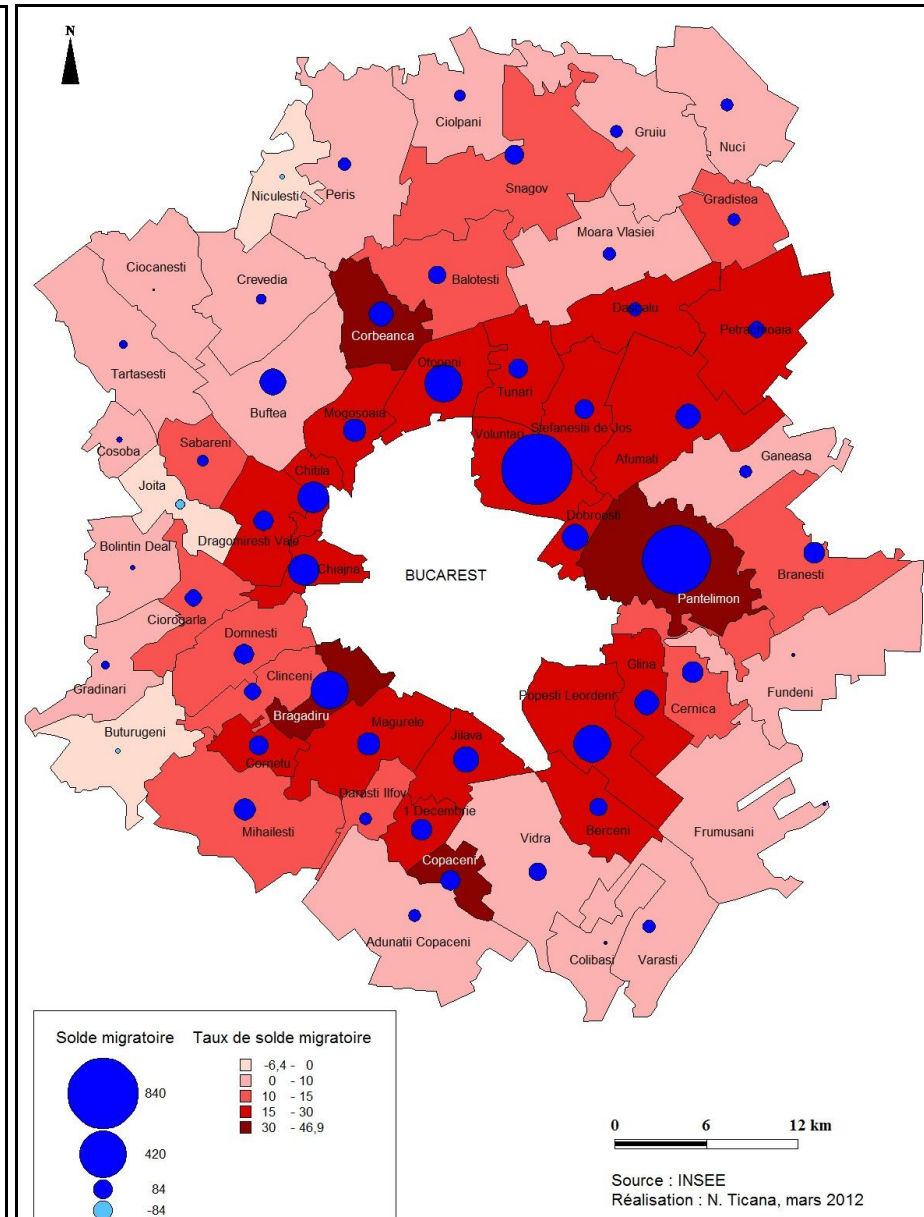 N
Ciolpani
Gruiu
Nuci
Niculesti
Peris
Snagov
Gradistea
Moara Vlasiei
Ciocanesti
Crevedia
Balotesti
Corbeanca
Otopeni
Tunari
Tartasesti
Buftea
Mogosoaia
Stefanestii de Jos
Voluntari
Afumati
Cosoba
Sabareni
Chitila
Ganeasa
Joita
Dragomiresti Vale
Dobroesti
Bolintin Deal
Chiajna
BUCAREST
Branesti
Pantelimon
Ciorogarla
Domnesti
Glina
Gradinari
Clinceni
Popesti Leordeni
Cernica
Fundeni
Bragadiru
Buturugeni
Magurele
Jilava
Cornetu
Darasti Ilfov
1 Decembrie
Berceni
Mihailesti
Vidra
Frumusani
Copaceni
Adunatii Copaceni
Colibasi
Varasti
Solde migratoire
840
420
84
-84
Taux de solde migratoire
-6,4 - 0
0 - 10
10 - 15
15 - 30
30 - 46,9
0 6 12 km
Source : INSEE
Réalisation : N. Ticana, mars 2012